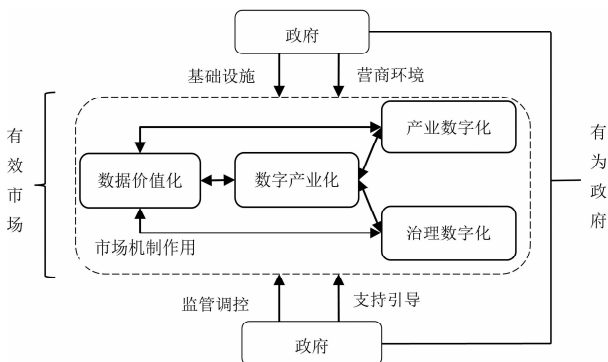 政府
基础设施
营商环境
有效市场
产业数字化
数据价值化
数字产业化
有为政府
治理数字化
市场机制作用
监管调控
支持引导
政府